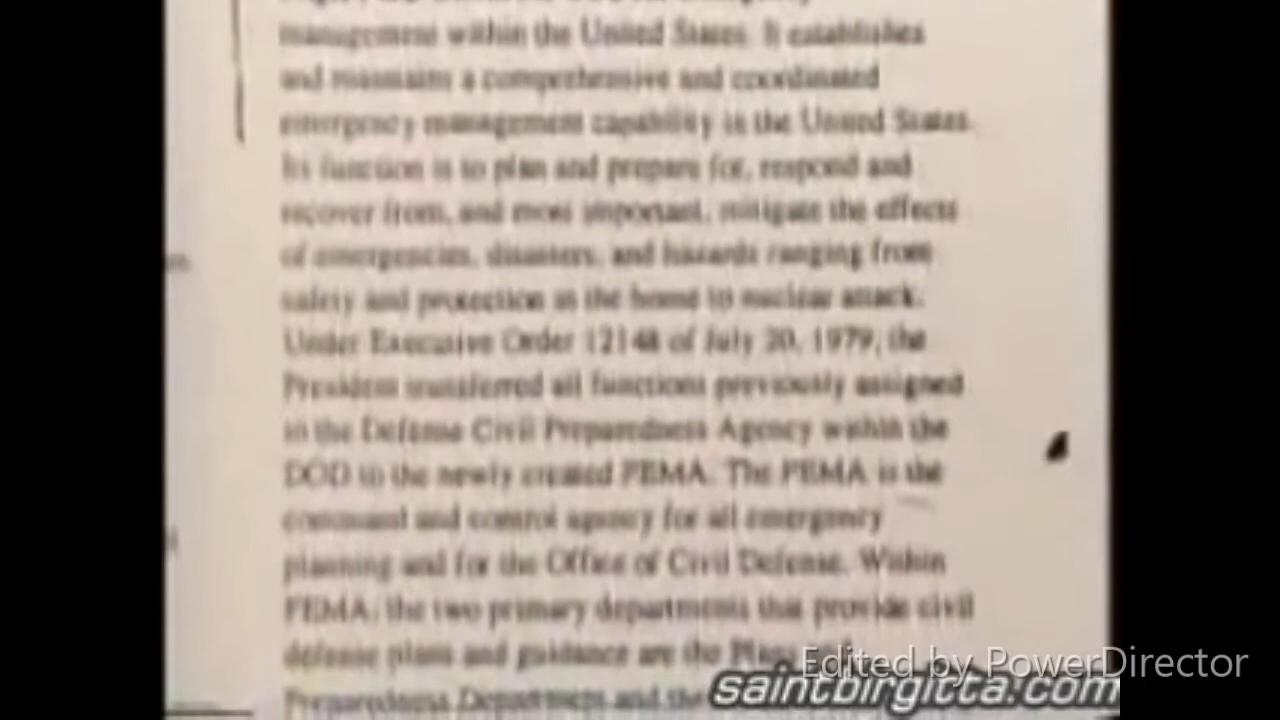 management within the United States. It establishes
and maintains a comprehensive and coordinated
emergency management capability in the United States.
Its function is to plan and prepare for, respond and
recover from, and most important, mitigate the effects
of emergencies, disasters, and hazards ranging from
safety and protection in the home to nuclear attack.
Under Executive Order 12148 of July 20, 1979, the
President transferred all functions previously assigned
to the Defense Civil Preparedness Agency within the
DOD to the newly created FEMA. The FEMA is the
command and control agency for all emergency
planning and for the Office of Civil Defense. Within
FEMA, the two primary departments that provide civil
defense plans and guidance are the Plans and
Preparedness Department and the
Edited by PowerDirector
saintbirgitta.com